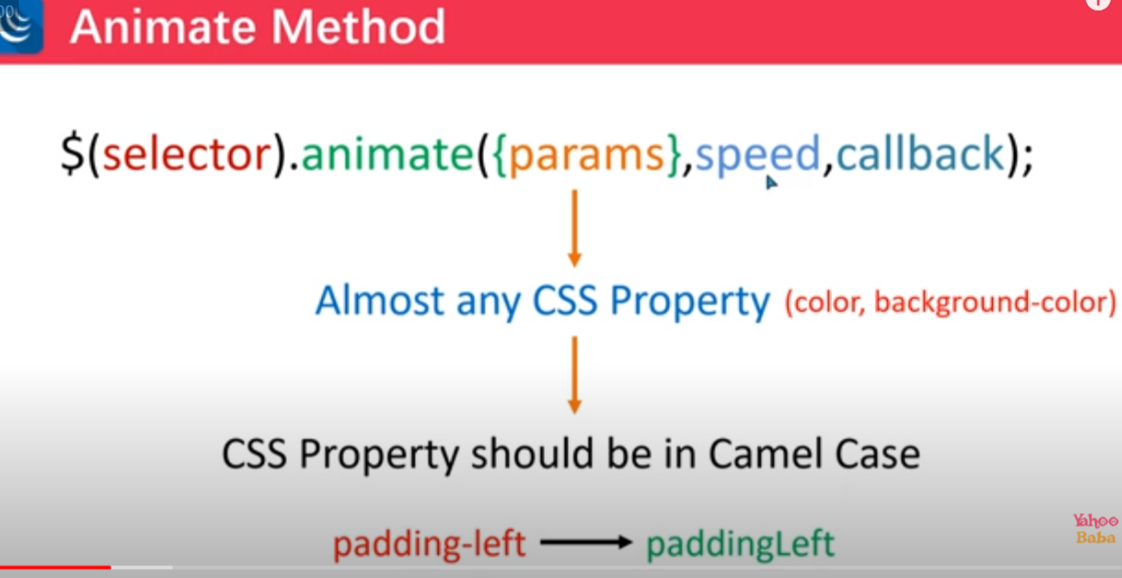 Animate Method
$(selector).animate({params},speed,callback);
Almost any CSS Property (color, background-color)
CSS Property should be in Camel Case
padding-left paddingLeft
Yahoo
Baba